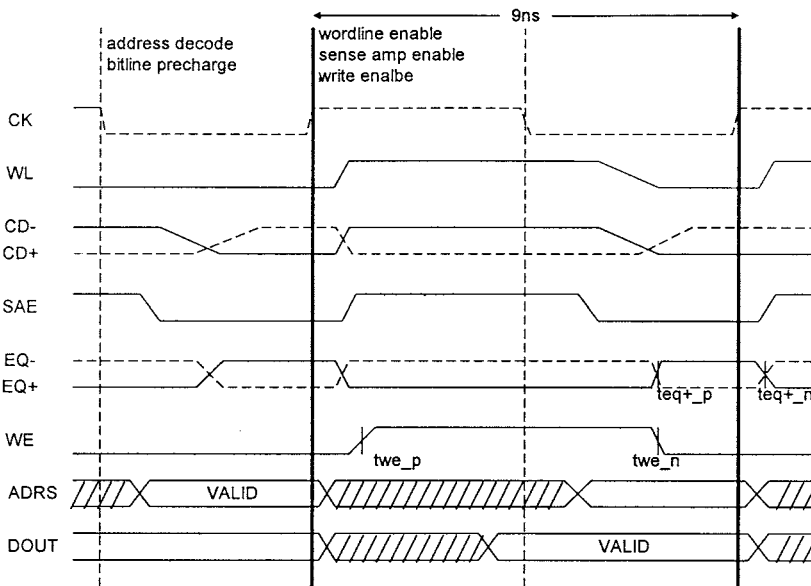 9ns
address decode
bitline precharge
wordline enable
sense amp enable
write enalbe
CK
WL
CD-
CD+
SAE
EQ-
EQ+
teq+_p
teq+_n
WE
twe_p
twe_n
ADRS
VALID
DOUT
VALID